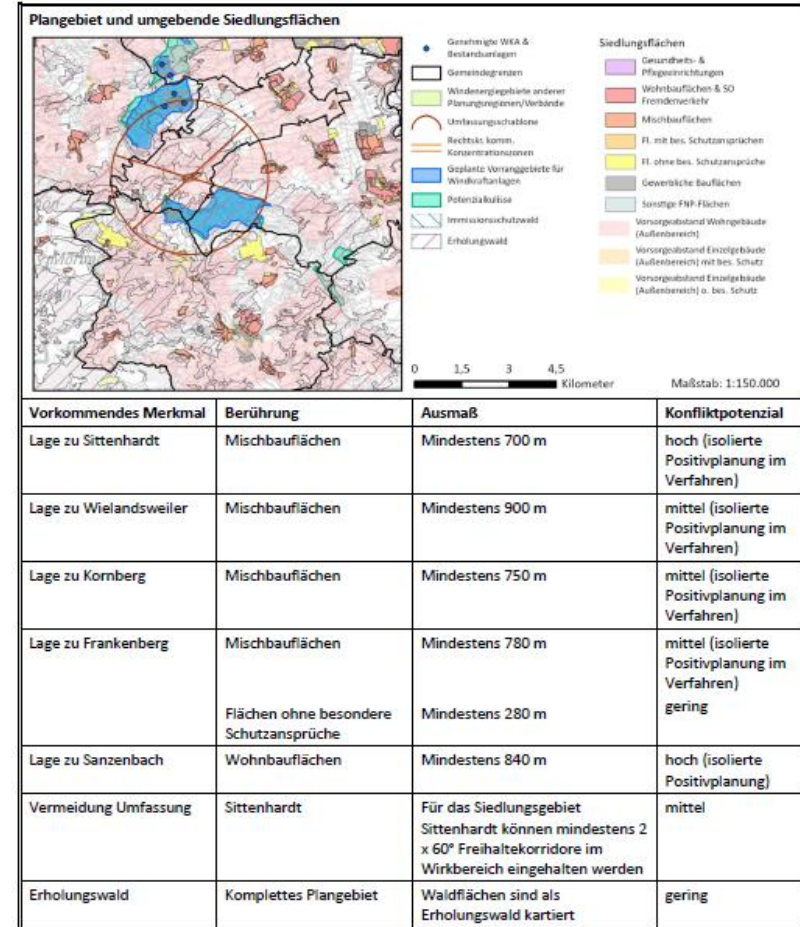 Plangebiet und umgebende Siedlungsflächen
Genehmigte WKA &
Bestandsanlagen
Gemeindegrenzen
Windenergiegebiete anderer
Planungsregionen/Verbände
Umfassungsschablone
Rechtskr. komm.
Konzentrationszonen
Geplante Vorranggebiete für
Windkraftanlagen
Potenzialkulisse
Immissionsschutzwald
Erholungswald
Siedlungsflächen
Gesundheits- &
Pflegeeinrichtungen
Wohnbauflächen & SO
Fremdenverkehr
Mischbauflächen
Fl. mit bes. Schutzansprüchen
Fl. ohne bes. Schutzansprüche
Gewerbliche Bauflächen
Sonstige FNP-Flächen
Vorsorgeabstand Wohngebäude
(Außenbereich)
Vorsorgeabstand Einzelgebäude
(Außenbereich) mit bes. Schutz
Vorsorgeabstand Einzelgebäude
(Außenbereich) o. bes. Schutz
0 1,5 3 4,5
Kilometer
Maßstab: 1:150.000
Vorkommendes Merkmal Berührung Ausmaß Konfliktpotenzial
Lage zu Sittenhardt Mischbauflächen Mindestens 700 m hoch (isolierte
Positivplanung im
Verfahren)
Lage zu Wielandsweiler Mischbauflächen Mindestens 900 m mittel (isolierte
Positivplanung im
Verfahren)
Lage zu Kornberg Mischbauflächen Mindestens 750 m mittel (isolierte
Positivplanung im
Verfahren)
Lage zu Frankenberg Mischbauflächen Mindestens 780 m mittel (isolierte
Positivplanung im
Verfahren)
Flächen ohne besondere Mindestens 280 m gering
Schutzansprüche
Lage zu Sanzenbach Wohnbauflächen Mindestens 840 m hoch (isolierte
Positivplanung)
Vermeidung Umfassung Sittenhardt Für das Siedlungsgebiet mittel
Sittenhardt können mindestens 2
x 60° Freihaltekorridore im
Wirkbereich eingehalten werden
Erholungswald Komplettes Plangebiet Waldflächen sind als gering
Erholungswald kartiert